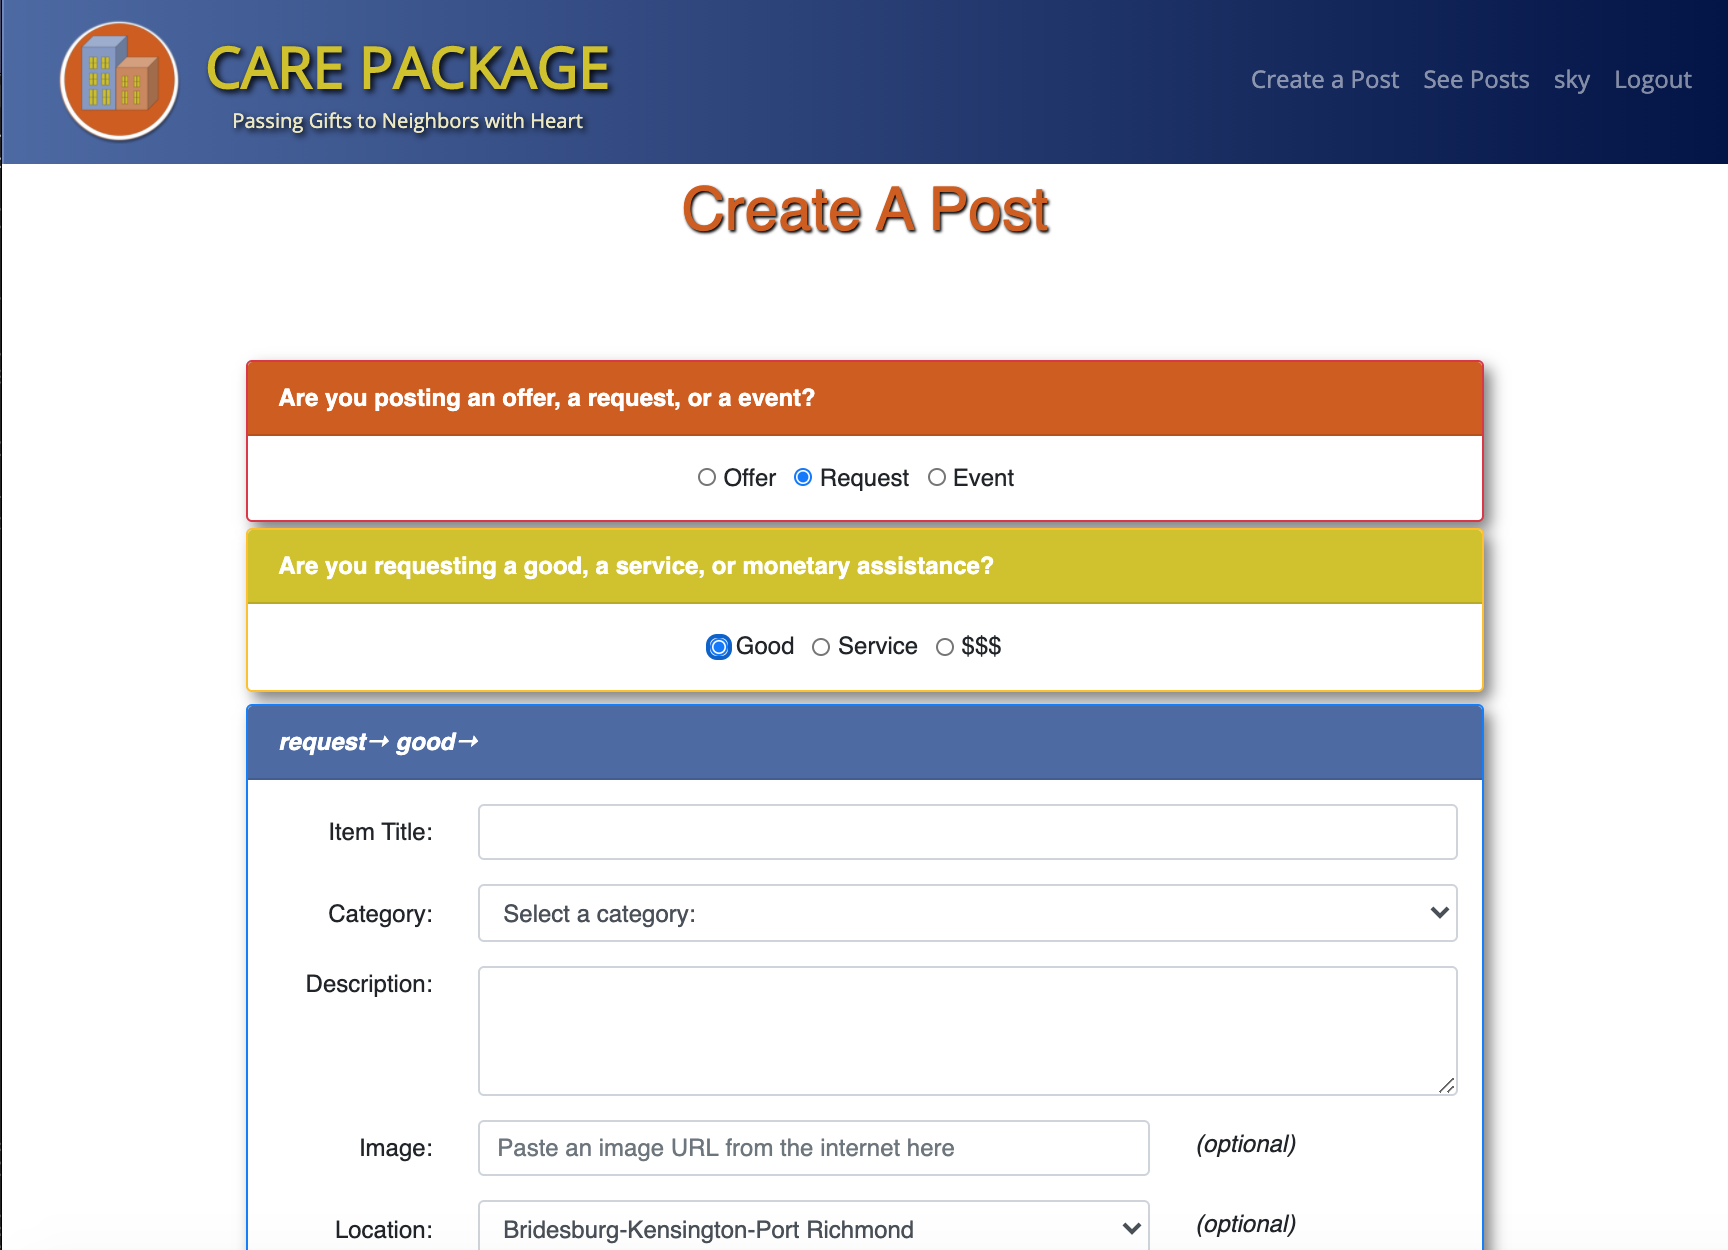 CARE PACKAGE
Passing Gifts to Neighbors with Heart
Create a Post See Posts sky Logout
Create A Post
Are you posting an offer, a request, or a event?
Offer Request Event
Are you requesting a good, a service, or monetary assistance?
Good Service $$$
request→ good→
Item Title:
Category: Select a category:
Description:
Image: Paste an image URL from the internet here (optional)
Location: Bridesburg-Kensington-Port Richmond (optional)